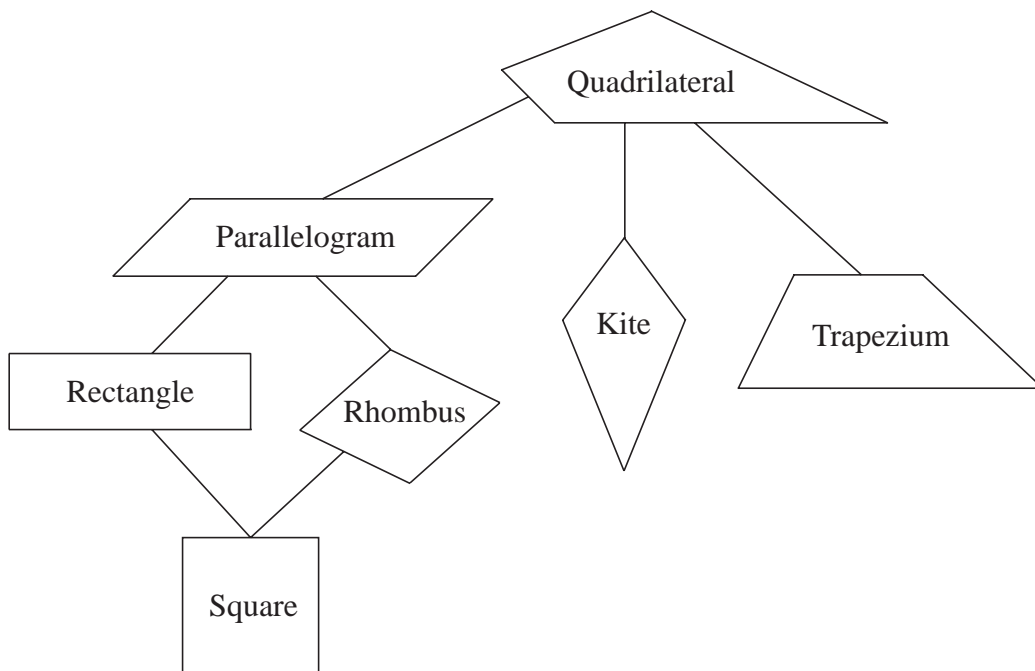 Quadrilateral
Parallelogram
Kite
Trapezium
Rectangle
Rhombus
Square